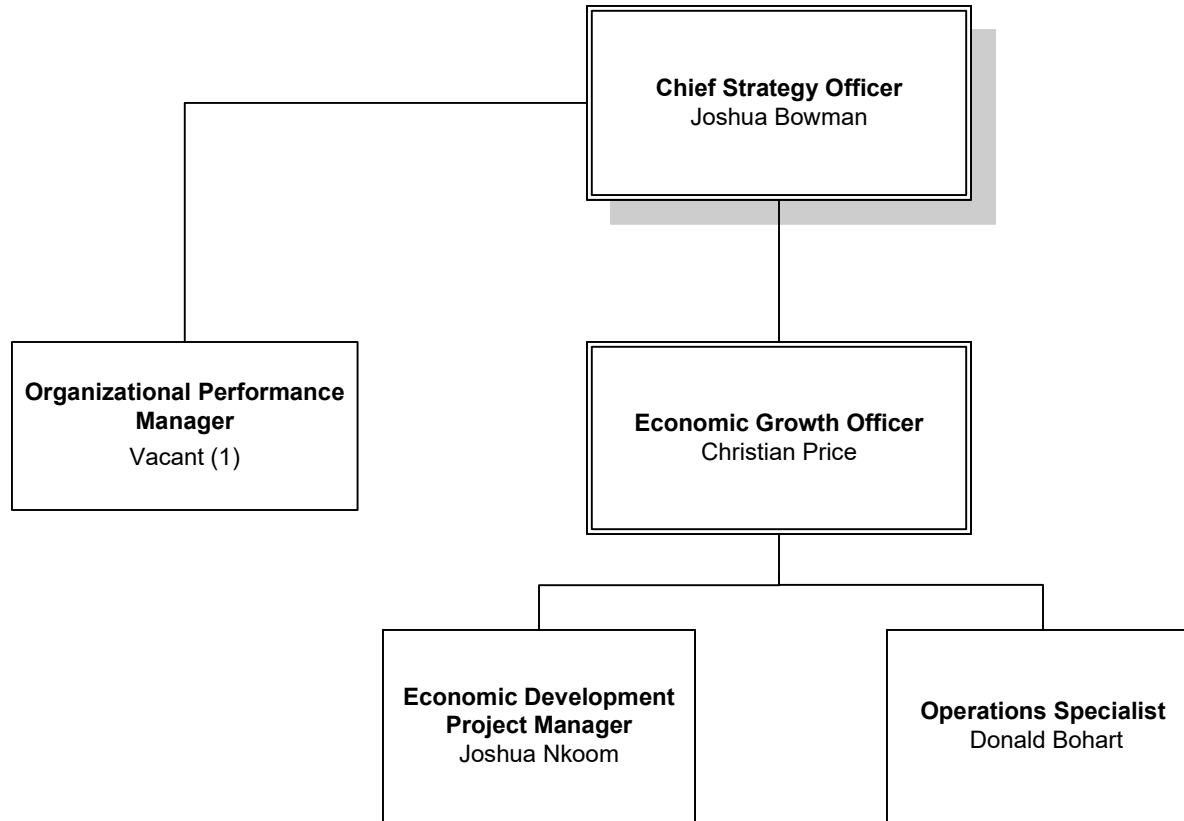 Chief Strategy Officer
Joshua Bowman
Organizational Performance
Manager
Vacant (1)
Economic Growth Officer
Christian Price
Economic Development
Project Manager
Joshua Nkoom
Operations Specialist
Donald Bohart